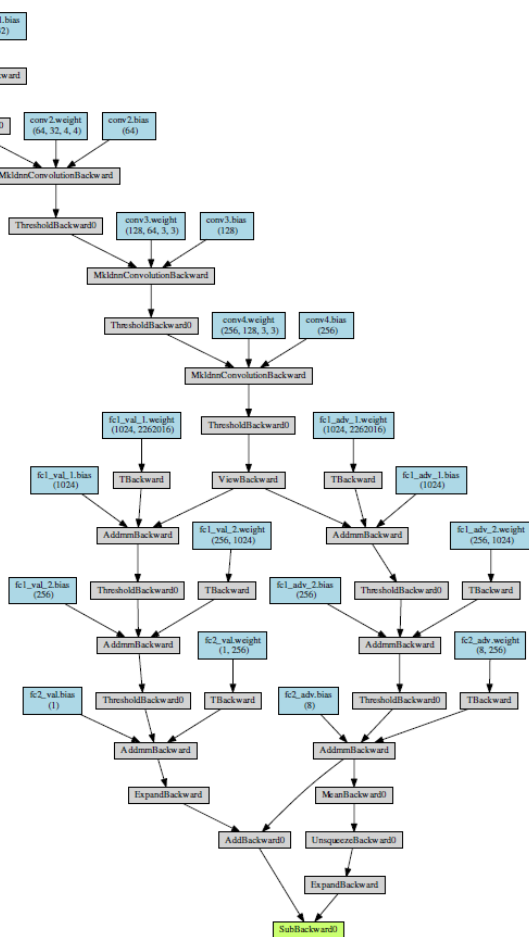 1.bias
conv2.weight
(64, 32, 4, 4)
conv2.bias
(64)
MkldnnConvolutionBackward
ThresholdBackward0
conv3.weight
(128, 64, 3, 3)
conv3.bias
(128)
MkldnnConvolutionBackward
ThresholdBackward0
conv4.weight
(256, 128, 3, 3)
conv4.bias
(256)
MkldnnConvolutionBackward
fc1_val_1.weight
(1024, 2262016)
ThresholdBackward0
fc1_adv_1.weight
(1024, 2262016)
fc1_val_1.bias
(1024)
TBackward
ViewBackward
TBackward
fc1_adv_1.bias
(1024)
AddmmBackward
fc1_val_2.weight
(256, 1024)
AddmmBackward
fc1_adv_2.weight
(256, 1024)
fc1_val_2.bias
(256)
ThresholdBackward0
TBackward
fc1_adv_2.bias
(256)
ThresholdBackward0
TBackward
AddmmBackward
fc2_val.weight
(1, 256)
AddmmBackward
fc2_adv.weight
(8, 256)
fc2_val.bias
(1)
ThresholdBackward0
TBackward
fc2_adv.bias
(8)
ThresholdBackward0
TBackward
AddmmBackward
AddmmBackward
ExpandBackward
MeanBackward0
AddBackward0
UnsqueezeBackward0
ExpandBackward
SubBackward0